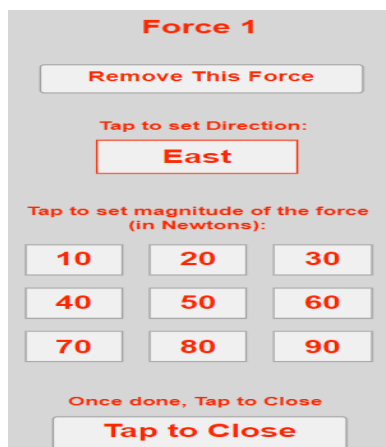 Force 1
Remove This Force
Tap to set Direction:
East
Tap to set magnitude of the force
(in Newtons):
10 20 30
40 50 60
70 80 90
Once done, Tap to Close
Tap to Close